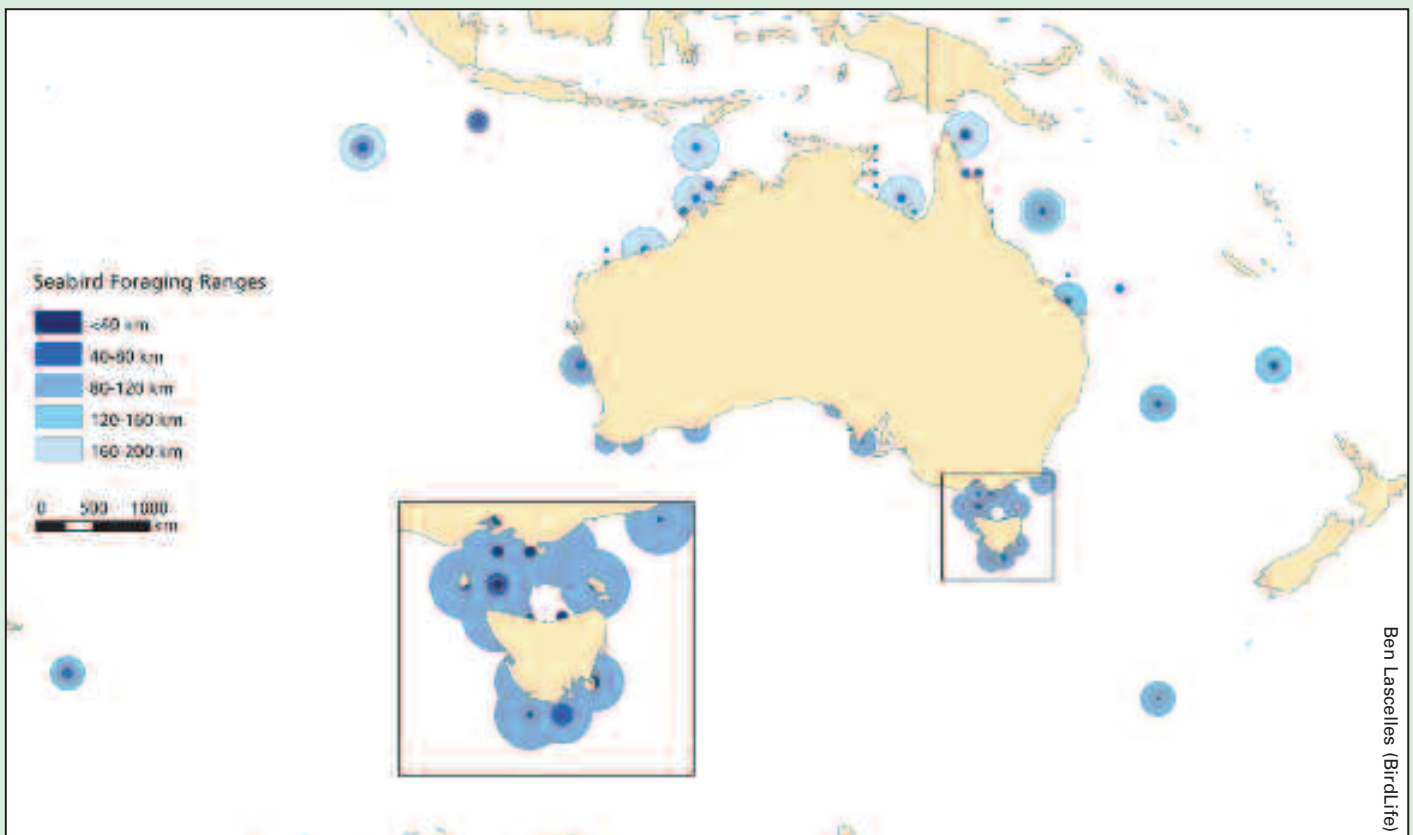 Seabird Foraging Ranges
<40 km
40-80 km
80-120 km
120-160 km
160-200 km
0 500 1000
km
Ben Lascelles (BirdLife)